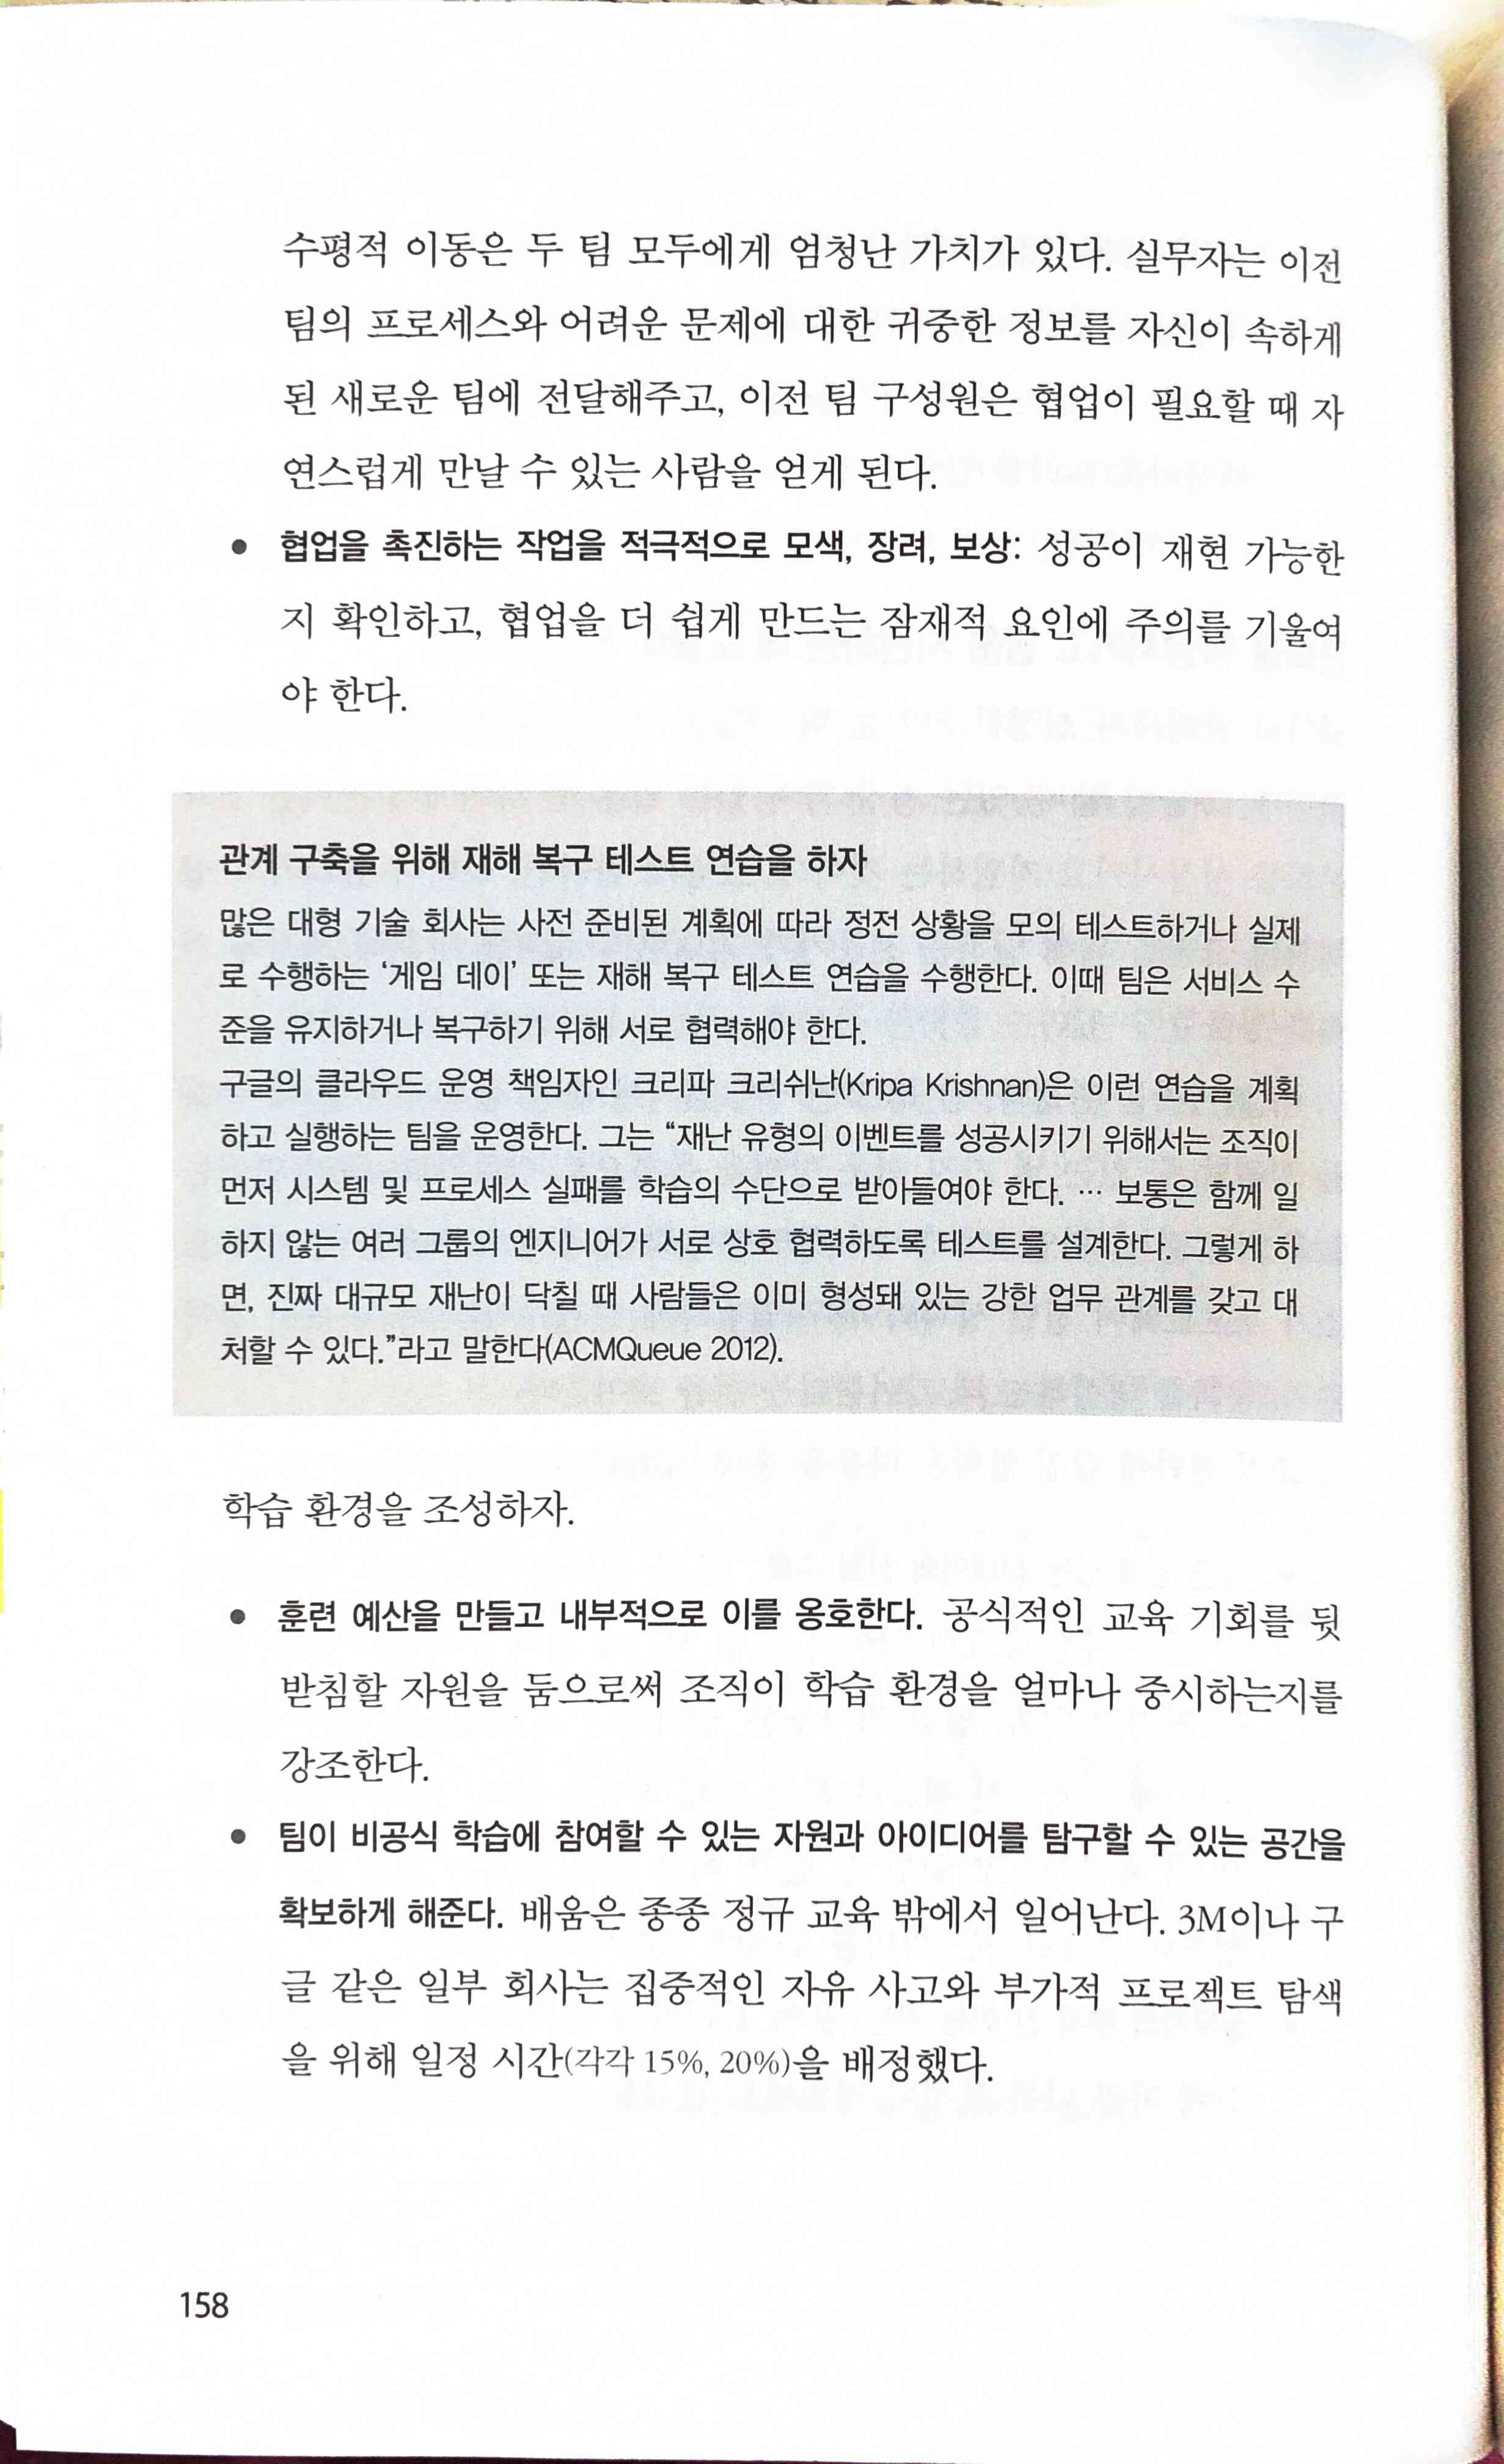 수평적 이동은 두 팀 모두에게 엄청난 가치가 있다. 실무자는 이전
팀의 프로세스와 어려운 문제에 대한 귀중한 정보를 자신이 속하게
된 새로운 팀에 전달해주고, 이전 팀 구성원은 협업이 필요할 때 자
연스럽게 만날 수 있는 사람을 얻게 된다.
• 협업을 촉진하는 작업을 적극적으로 모색, 장려, 보상: 성공이 재현 가능한
지 확인하고, 협업을 더 쉽게 만드는 잠재적 요인에 주의를 기울여
야 한다.
관계 구축을 위해 재해 복구 테스트 연습을 하자
많은 대형 기술 회사는 사전 준비된 계획에 따라 정전 상황을 모의 테스트하거나 실제
로 수행하는 ‘게임 데이’ 또는 재해 복구 테스트 연습을 수행한다. 이때 팀은 서비스 수
준을 유지하거나 복구하기 위해 서로 협력해야 한다.
구글의 클라우드 운영 책임자인 크리파 크리쉬난(Kripa Krishnan)은 이런 연습을 계획
하고 실행하는 팀을 운영한다. 그는 “재난 유형의 이벤트를 성공시키기 위해서는 조직이
먼저 시스템 및 프로세스 실패를 학습의 수단으로 받아들여야 한다. … 보통은 함께 일
하지 않는 여러 그룹의 엔지니어가 서로 상호 협력하도록 테스트를 설계한다. 그렇게 하
면, 진짜 대규모 재난이 닥칠 때 사람들은 이미 형성돼 있는 강한 업무 관계를 갖고 대
처할 수 있다.”라고 말한다(ACMQueue 2012).
학습 환경을 조성하자.
• 훈련 예산을 만들고 내부적으로 이를 옹호한다. 공식적인 교육 기회를 뒷
받침할 자원을 둠으로써 조직이 학습 환경을 얼마나 중시하는지를
강조한다.
• 팀이 비공식 학습에 참여할 수 있는 자원과 아이디어를 탐구할 수 있는 공간을
확보하게 해준다. 배움은 종종 정규 교육 밖에서 일어난다. 3M이나 구
글 같은 일부 회사는 집중적인 자유 사고와 부가적 프로젝트 탐색
을 위해 일정 시간(각각 15%, 20%)을 배정했다.
158